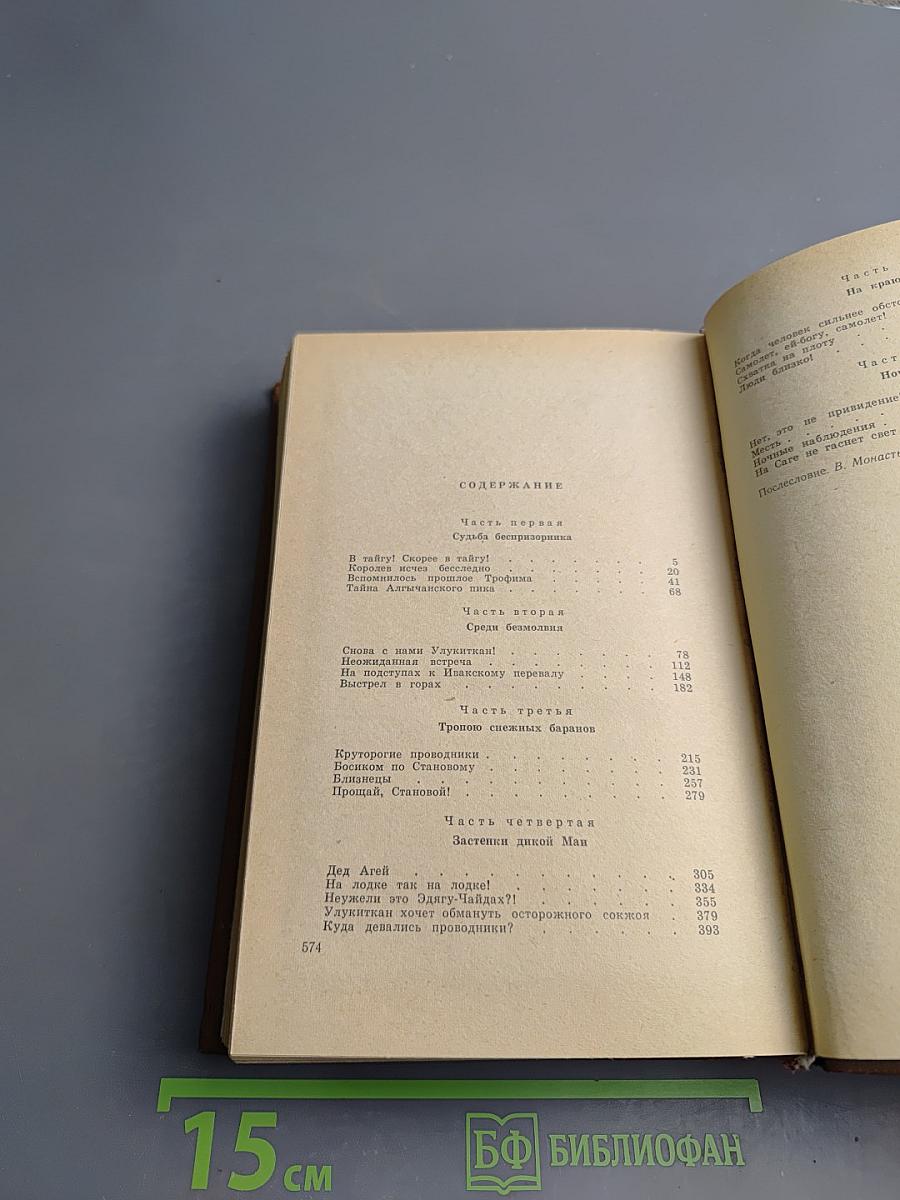 СОДЕРЖАНИЕ
Часть первая
Судьба беспризорника
В тайгу! Скорее в тайгу! . . . . . . . 5
Королев исчез бесследно . . . . . . . 20
Вспомнилось прошлое Трофима . . . . . . 41
Тайна Алгычанского пика . . . . . . . 68
Часть вторая
Среди безмолвия
Снова с нами Улукиткан! . . . . . . . 78
Неожиданная встреча . . . . . . . . 112
На подступах к Ивакскому перевалу . . . . . 148
Выстрел в горах . . . . . . . . . 182
Часть третья
Тропою снежных баранов
Круторогие проводники . . . . . . . . 215
Босиком по Становому . . . . . . . . 231
Близнецы . . . . . . . . . . 257
Прощай, Становой! . . . . . . . . . 279
Часть четвертая
Застенки дикой Маи
Дед Агей . . . . . . . . . . . 305
На лодке так на лодке! . . . . . . . 334
Неужели это Эдягу-Чайдах?! . . . . . . 355
Улукиткан хочет обмануть осторожного сокжоя . 379
Куда девались проводники? . . . . . . 393
574
Часть
На краю
Когда человек сильнее
Самолет, ей-богу, самолет!
Схватка на плоту . . .
Люди близко! . . . .
Нет, это не привидение
Месть . . . . .
Ночные наблюдения .
На Саге не гаснет свет
Послесловие. В.
15 см
БФ БИБЛИОФАН